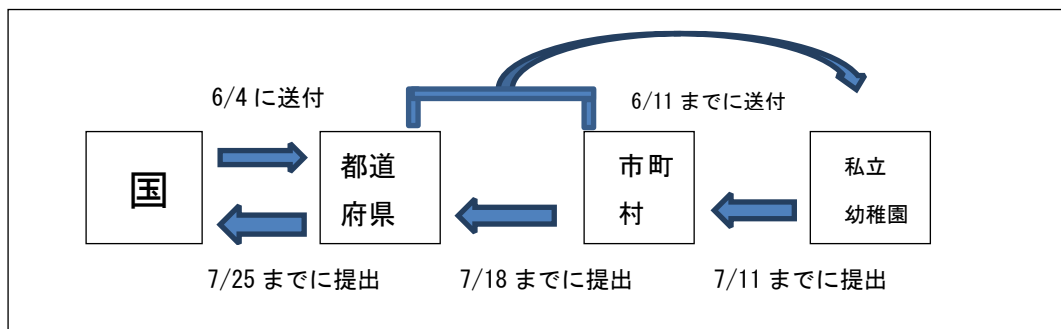 6/4 に送付
6/11 までに送付
国
都道
府県
市町
村
私立
幼稚園
7/25 までに提出
7/18 までに提出
7/11 までに提出